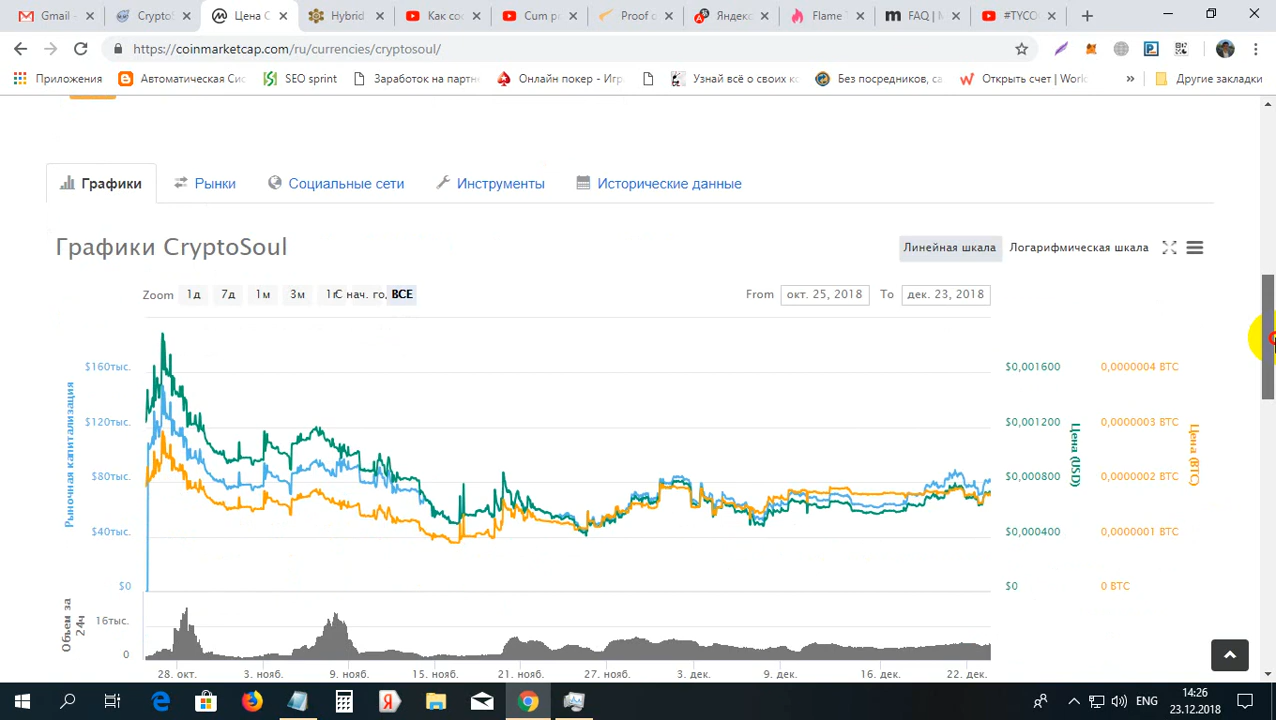 Gmail -
Crypto
Цена C
Hybrid
Как сос
Cum p
Proof o
Яндекс
Flame
FAQ | M
#TYCO
https://coinmarketcap.com/ru/currencies/cryptosoul/
Приложения
Автоматическая Сис
SEO sprint
Заработок на партн
Онлайн покер - Игр
Узнай всё о своих ко
Без посредников, са
Открыть счет | Worl
»
Другие закладки
Графики
Рынки
Социальные сети
Инструменты
Исторические данные
Графики CryptoSoul
Линейная шкала
Логарифмическая шкала
Zoom 1д 7д 1м 3м С нач. го. ВСЕ
From окт. 25, 2018 To дек. 23, 2018
Рыночная капитализация
$160тыс.
$120тыс.
$80тыс.
$40тыс.
$0
$0,001600
$0,001200
$0,000800
$0,000400
$0
Цена (USD)
0,0000004 BTC
0,0000003 BTC
0,0000002 BTC
0,0000001 BTC
0 BTC
Цена (BTC)
Объем за
24ч
16тыс.
0
28. окт. 3. нояб. 9. нояб. 15. нояб. 21. нояб. 27. нояб. 3. дек. 9. дек. 16. дек. 22. дек.
ENG
14:26
23.12.2018